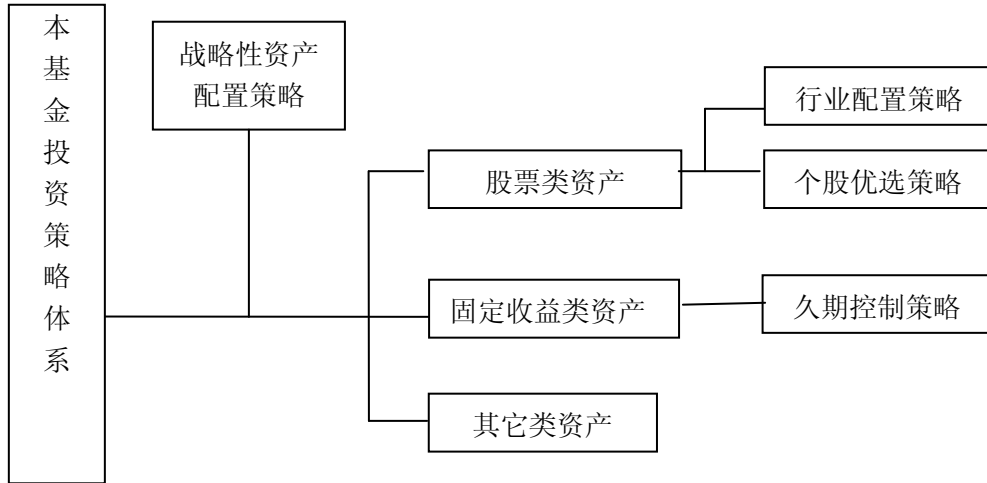 本
基
金
投
资
策
略
体
系
战略性资产
配置策略
行业配置策略
股票类资产
个股优选策略
固定收益类资产
久期控制策略
其它类资产